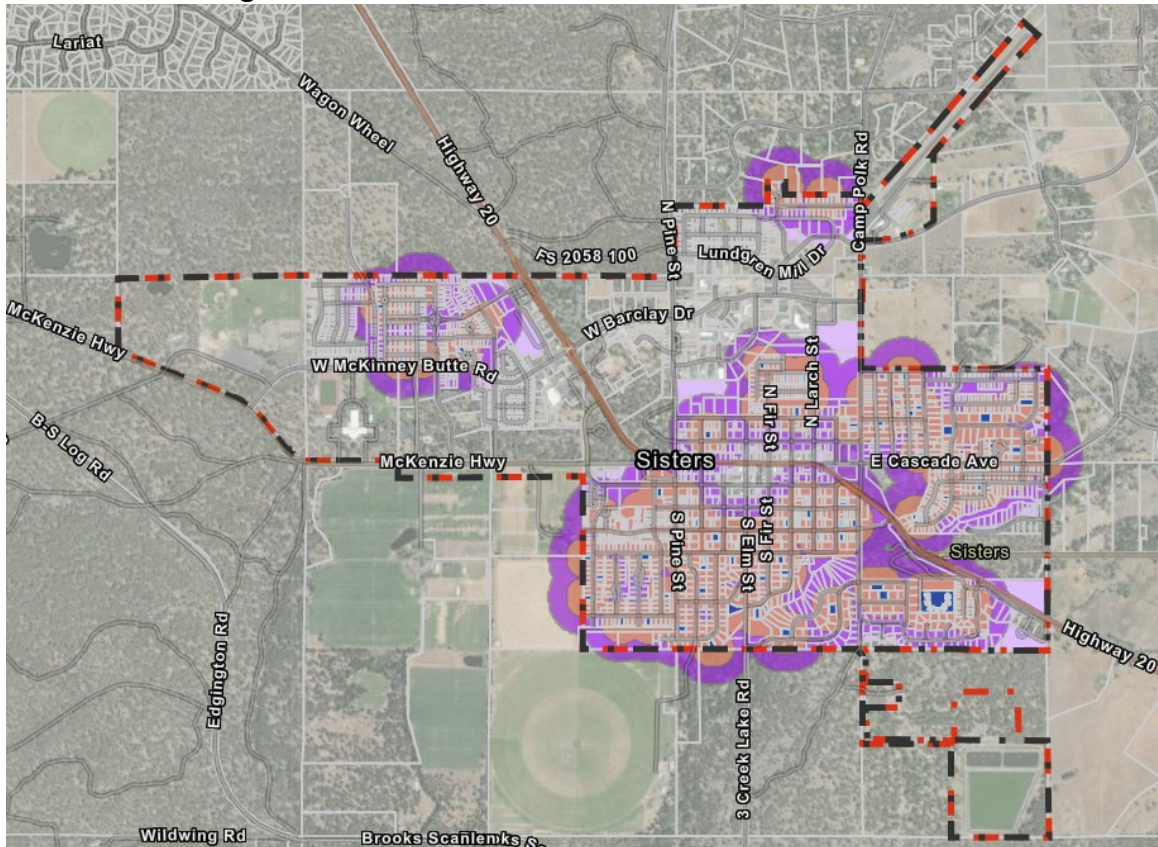 Lariat
Wagon Wheel
Highway 20
Camp Polk Rd
N Pine St
FS 2058 100
Lundgren Mill Dr
McKenzie Hwy
W Barclay Dr
W McKinney Butte Rd
N Larch St
N Fir St
B-S Log Rd
McKenzie Hwy
Sisters
E Cascade Ave
S Pine St
S Elm St
S Fir St
Sisters
Highway 20
Edgington Rd
3 Creek Lake Rd
Wildwing Rd
Brooks